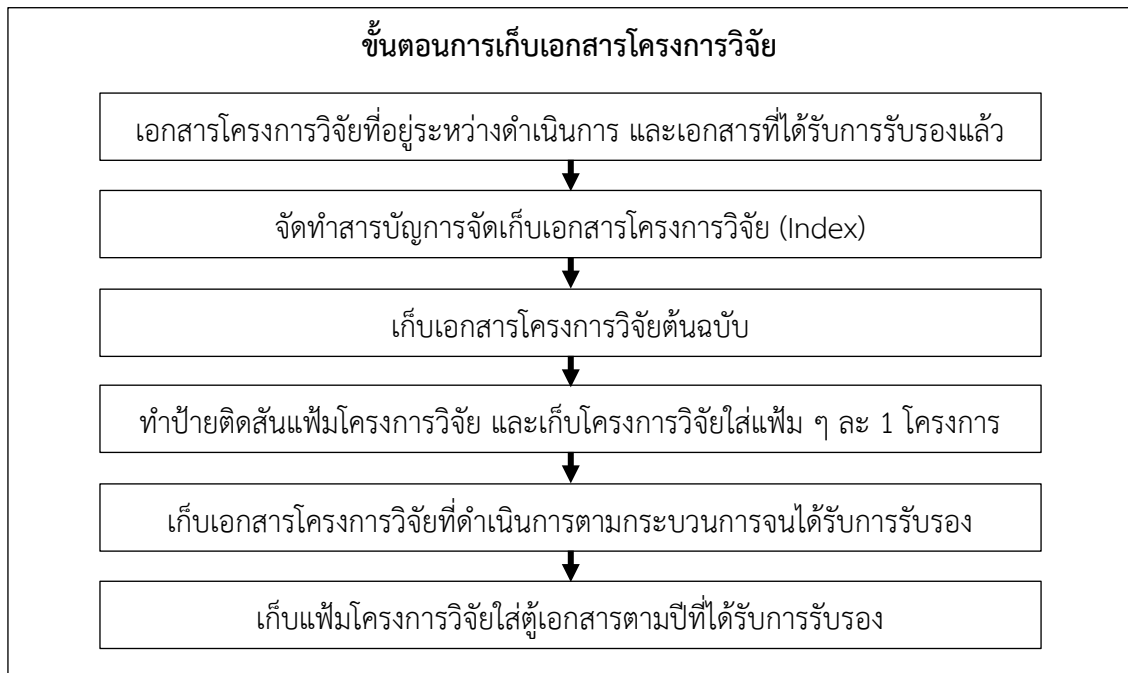 ขั้นตอนการเก็บเอกสารโครงการวิจัย
เอกสารโครงการวิจัยที่อยู่ระหว่างดำเนินการ และเอกสารที่ได้รับการรับรองแล้ว
จัดทำสารบัญการจัดเก็บเอกสารโครงการวิจัย (Index)
เก็บเอกสารโครงการวิจัยต้นฉบับ
ทำป้ายติดสันแฟ้มโครงการวิจัย และเก็บโครงการวิจัยใส่แฟ้ม ๆ ละ 1 โครงการ
เก็บเอกสารโครงการวิจัยที่ดำเนินการตามกระบวนการจนได้รับการรับรอง
เก็บแฟ้มโครงการวิจัยใส่ตู้เอกสารตามปีที่ได้รับการรับรอง